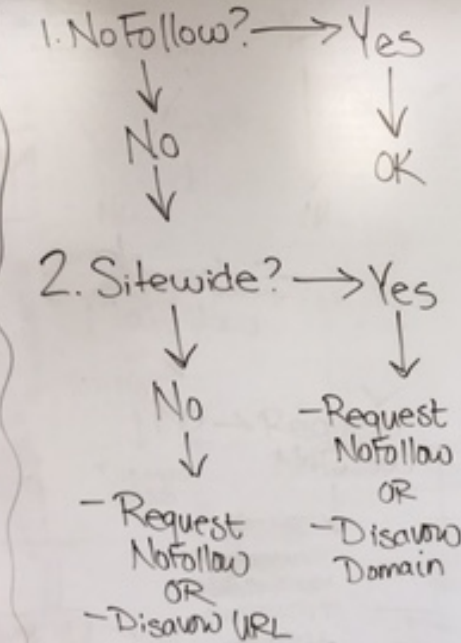 1. NoFollow? → Yes
No
OK
2. Sitewide? → Yes
No
- Request
NoFollow
OR
- Disavow URL
- Request
NoFollow
OR
- Disavow
Domain